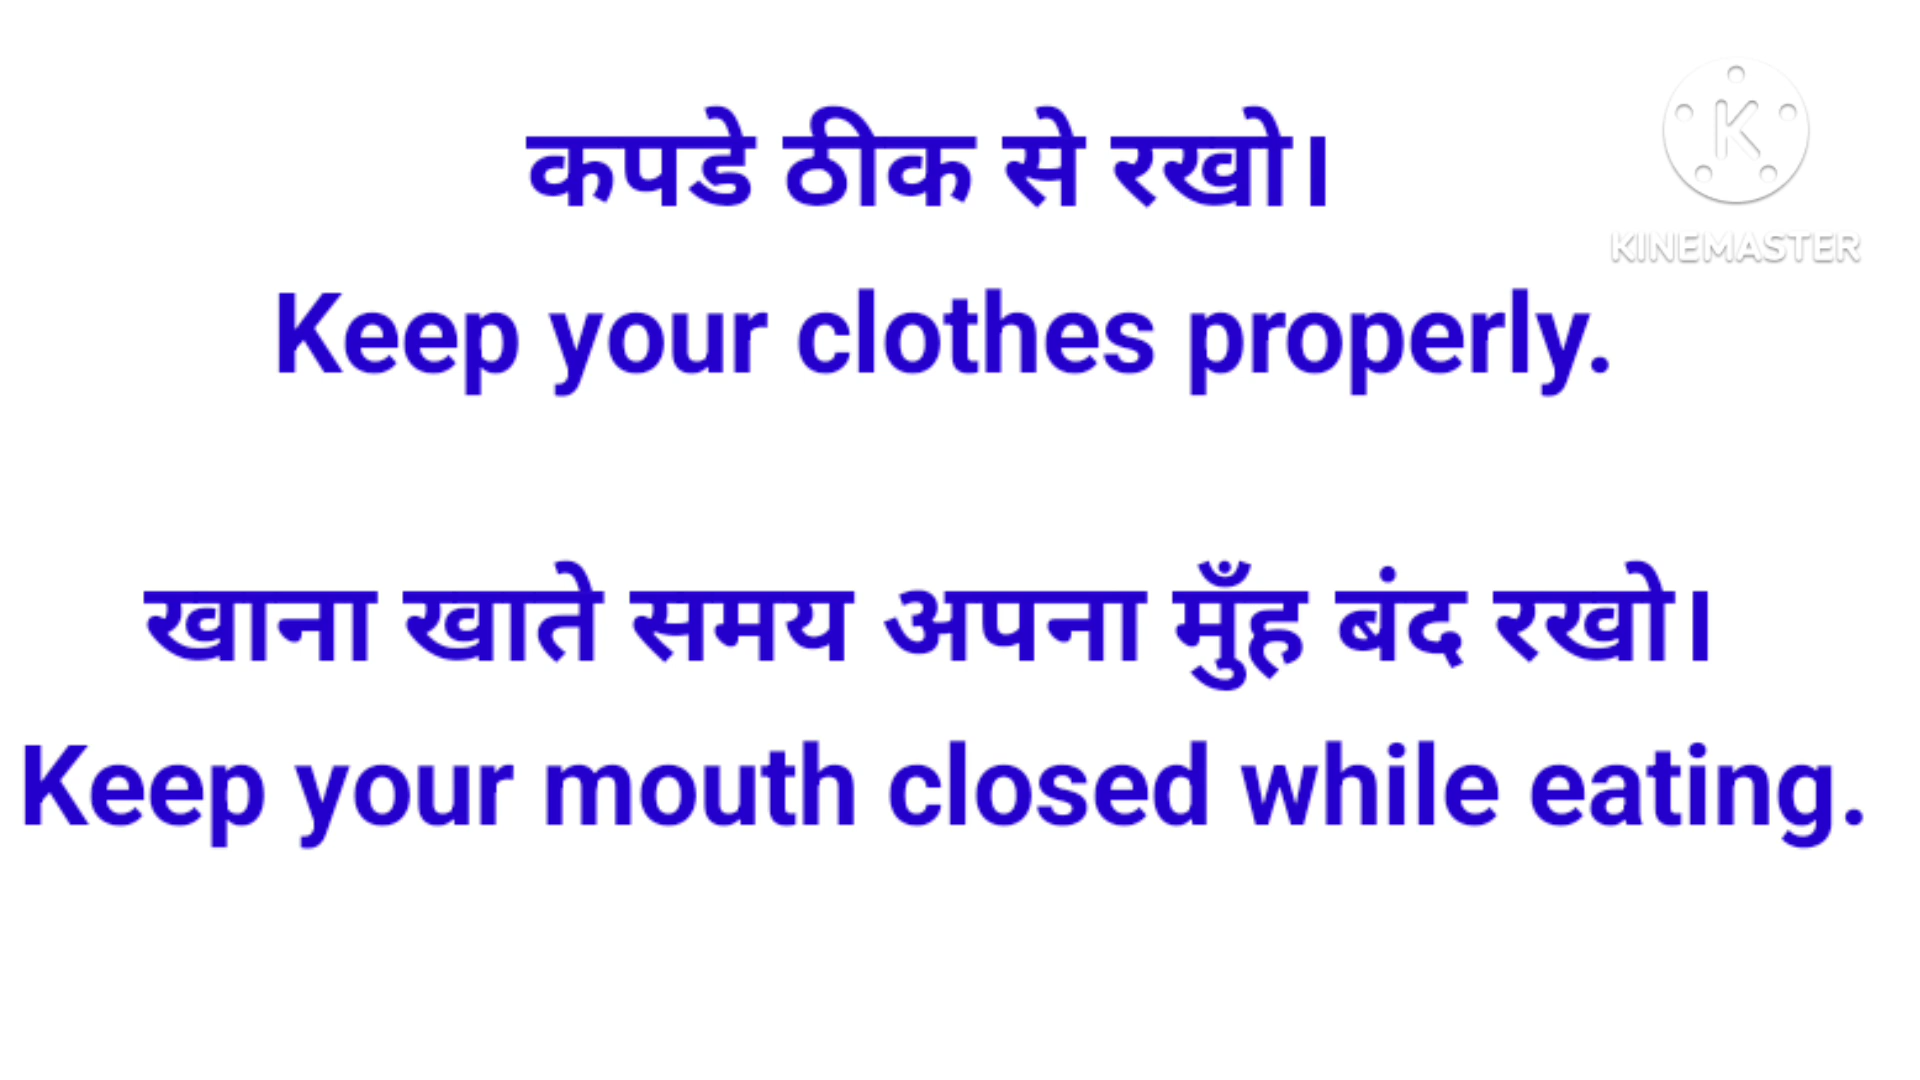 कपडे ठीक से रखो।
K
KINEMASTER
Keep your clothes properly.
खाना खाते समय अपना मुँह बंद रखो।
Keep your mouth closed while eating.